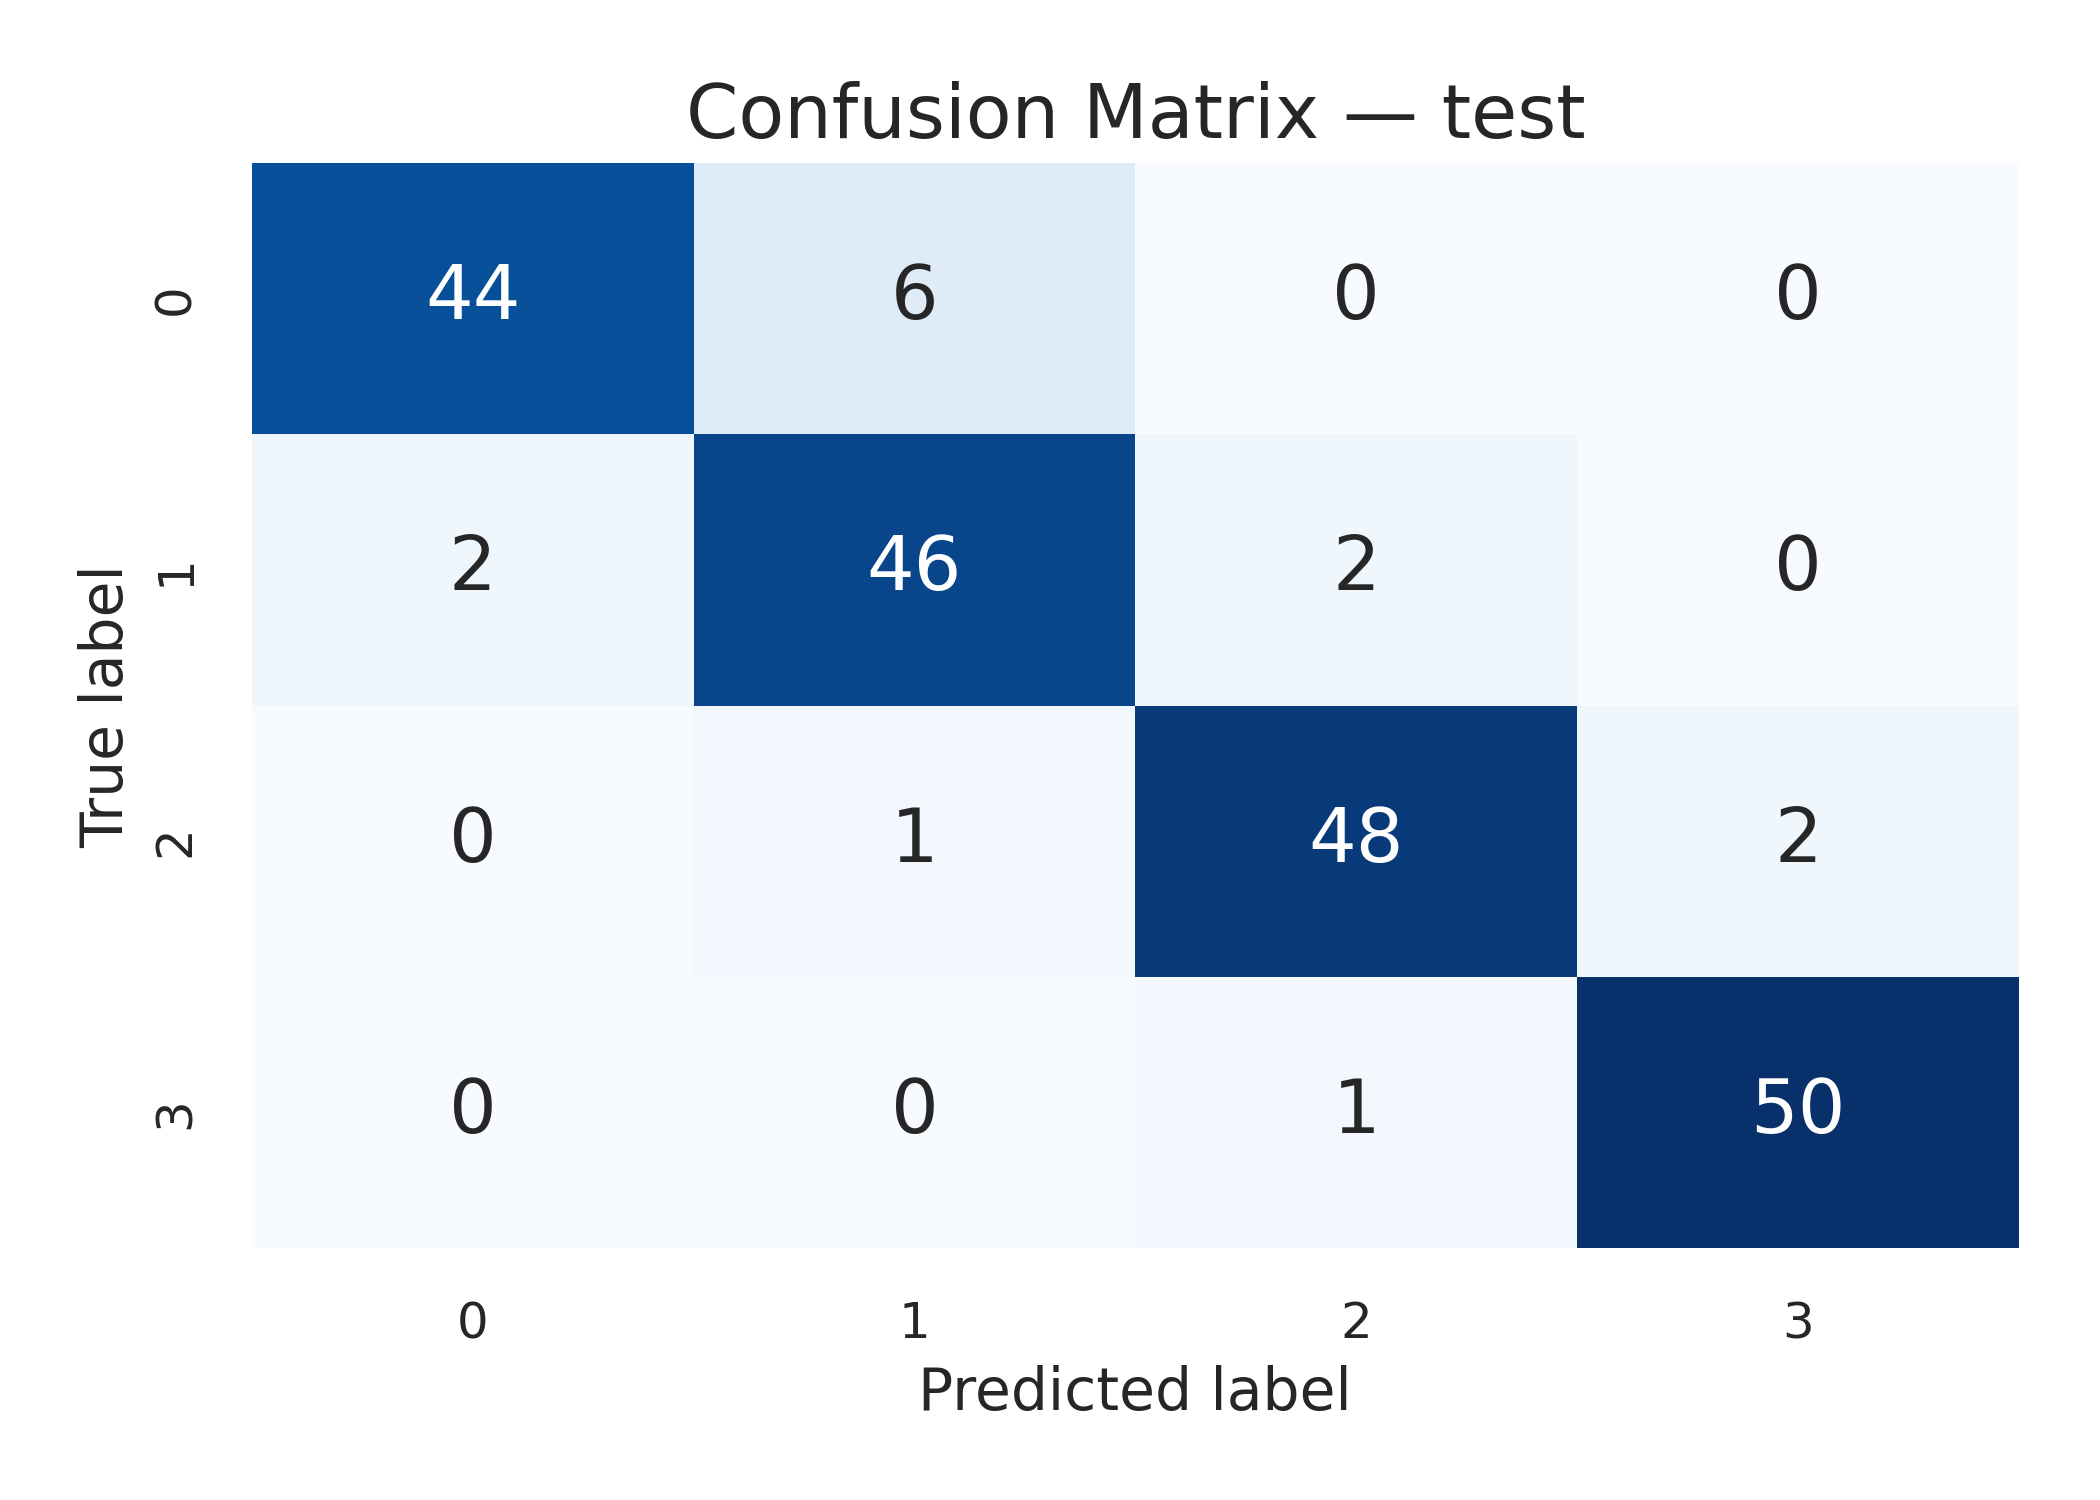 Confusion Matrix — test
True label
0 44 6 0 0
1 2 46 2 0
2 0 1 48 2
3 0 0 1 50
0 1 2 3
Predicted label